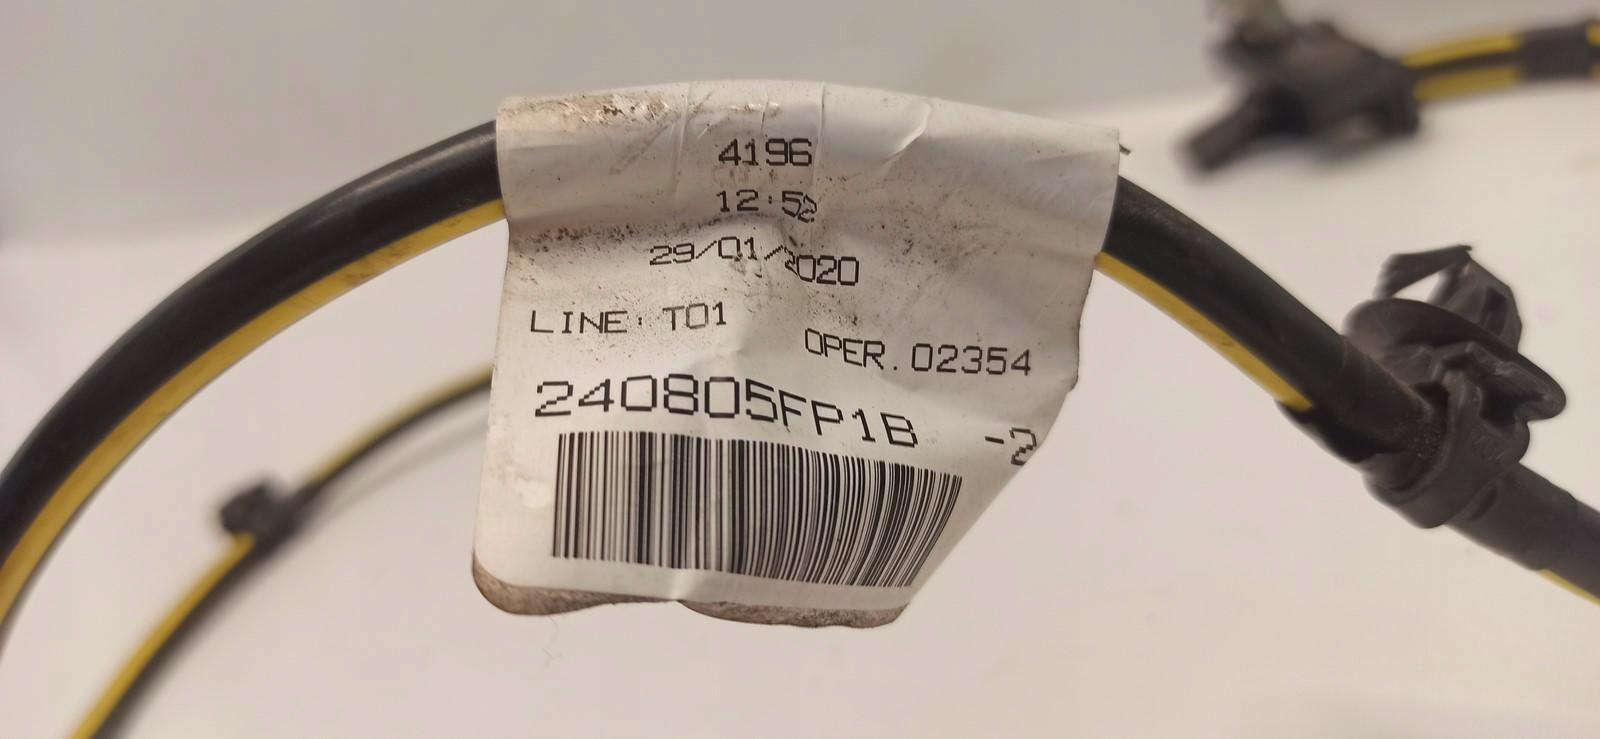 4196
12:52
29/01/2020
LINE: T01
OPER.02354
240805FP1B -2